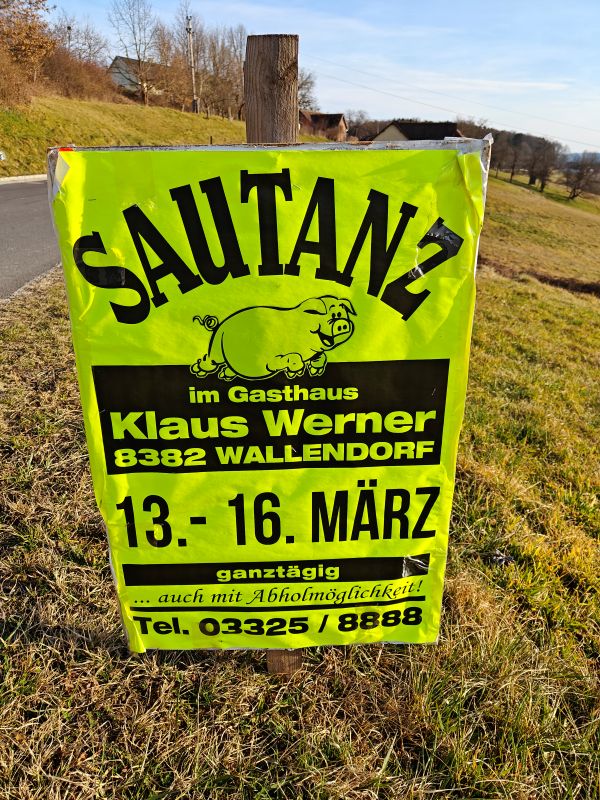 SAUTANZ
im Gasthaus
Klaus Werner
8382 WALLENDORF
13.- 16. MÄRZ
ganztägig
... auch mit Abholmöglichkeit!
Tel. 03325 / 8888